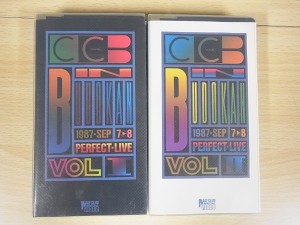 CCB
IN
BUDOKAN
1987-SEP 7▸8
PERFECT-LIVE
VOL I
CCB
IN
BUDOKAN
1987-SEP 7▸8
PERFECT-LIVE
VOL II